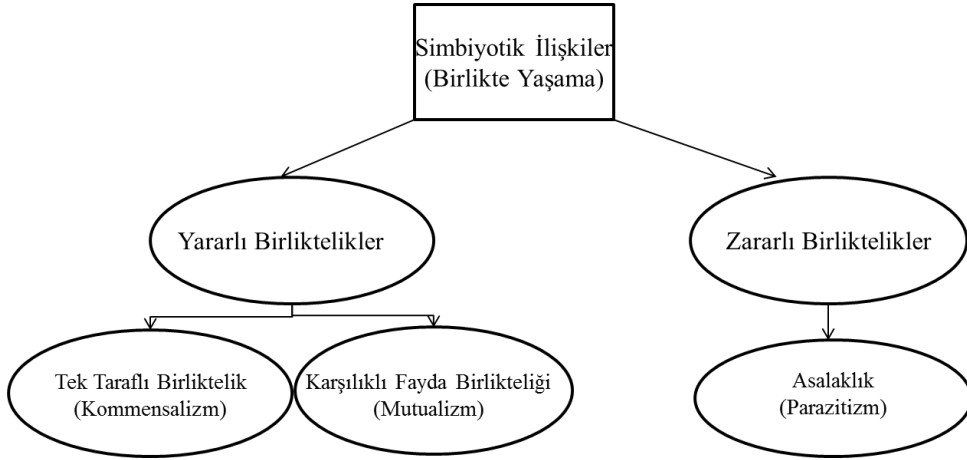 Simbiyotik İlişkiler
(Birlikte Yaşama)
Yararlı Birliktelikler
Zararlı Birliktelikler
Tek Taraflı Birliktelik
(Kommensalizm)
Karşılıklı Fayda Birlikteliği
(Mutualizm)
Asalaklık
(Parazitizm)